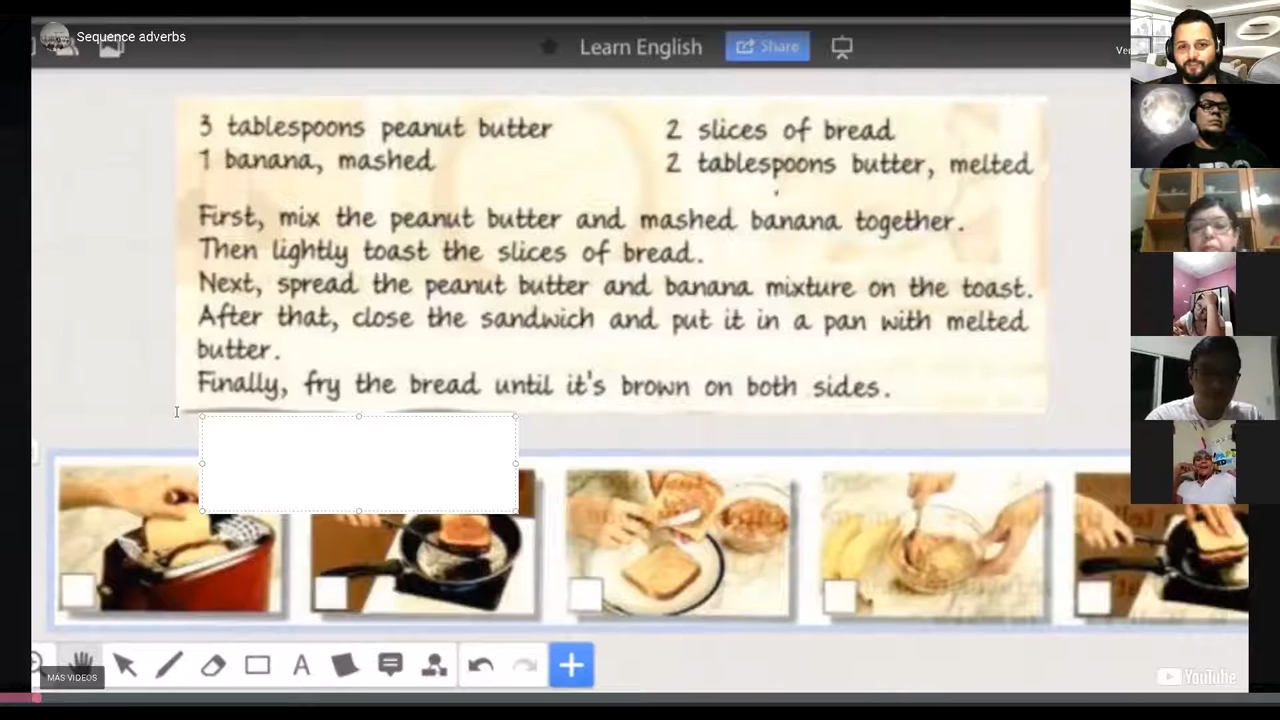 Sequence adverbs
Learn English
Share
3 tablespoons peanut butter
2 slices of bread
1 banana, mashed
2 tablespoons butter, melted
First, mix the peanut butter and mashed banana together.
Then lightly toast the slices of bread.
Next, spread the peanut butter and banana mixture on the toast.
After that, close the sandwich and put it in a pan with melted
butter.
Finally, fry the bread until it's brown on both sides.
A
MÁS VIDEOS
YouTube